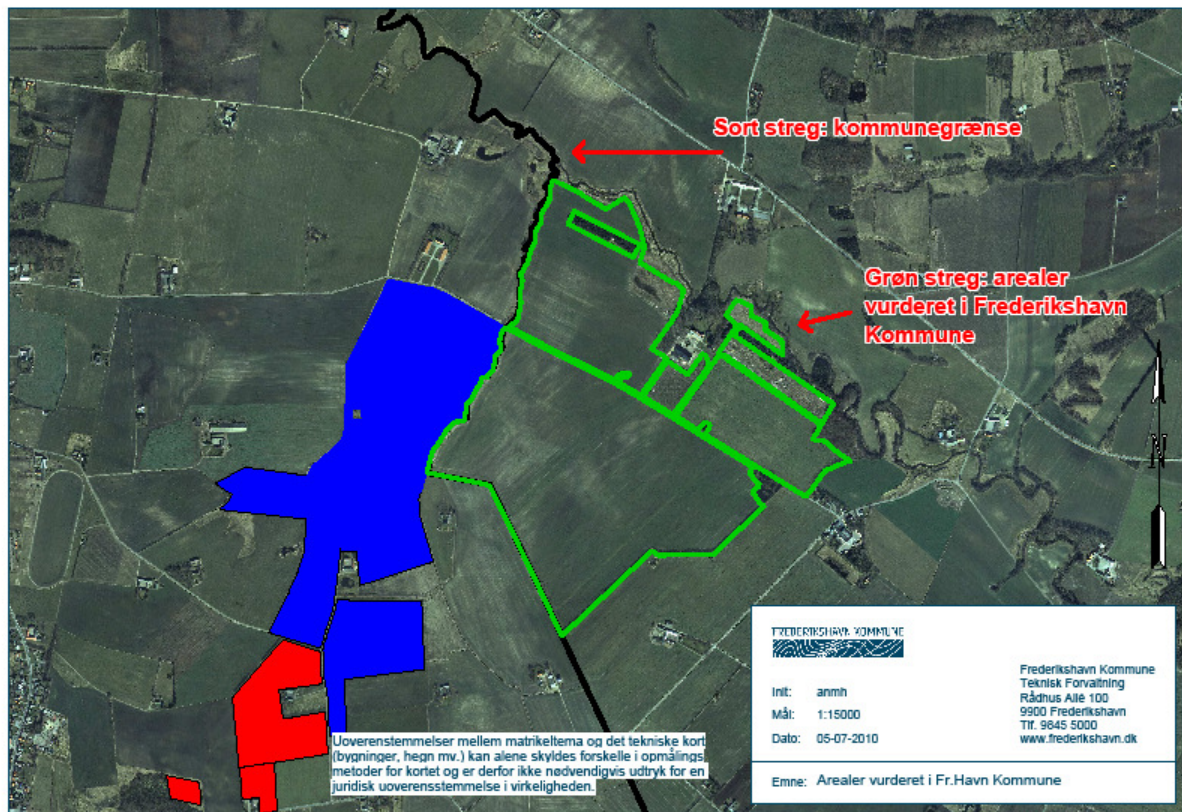 Sort streg: kommunegrænse
Grøn streg: arealer
vurderet i Frederikshavn
Kommune
N
Uoverenstemmelser mellem matrikeltema og det tekniske kort
(bygninger, hegn mv.) kan alene skyldes forskelle i opmålings
metoder for kortet og er derfor ikke nødvendigvis udtryk for en
juridisk uoverensstemmelse i virkeligheden.
FREDERIKSHAVN KOMMUNE
Init: anmh
Mål: 1:15000
Dato: 05-07-2010
Frederikshavn Kommune
Teknisk Forvaltning
Rådhus Allé 100
9900 Frederikshavn
Tlf. 9845 5000
www.frederikshavn.dk
Emne: Arealer vurderet i Fr.Havn Kommune